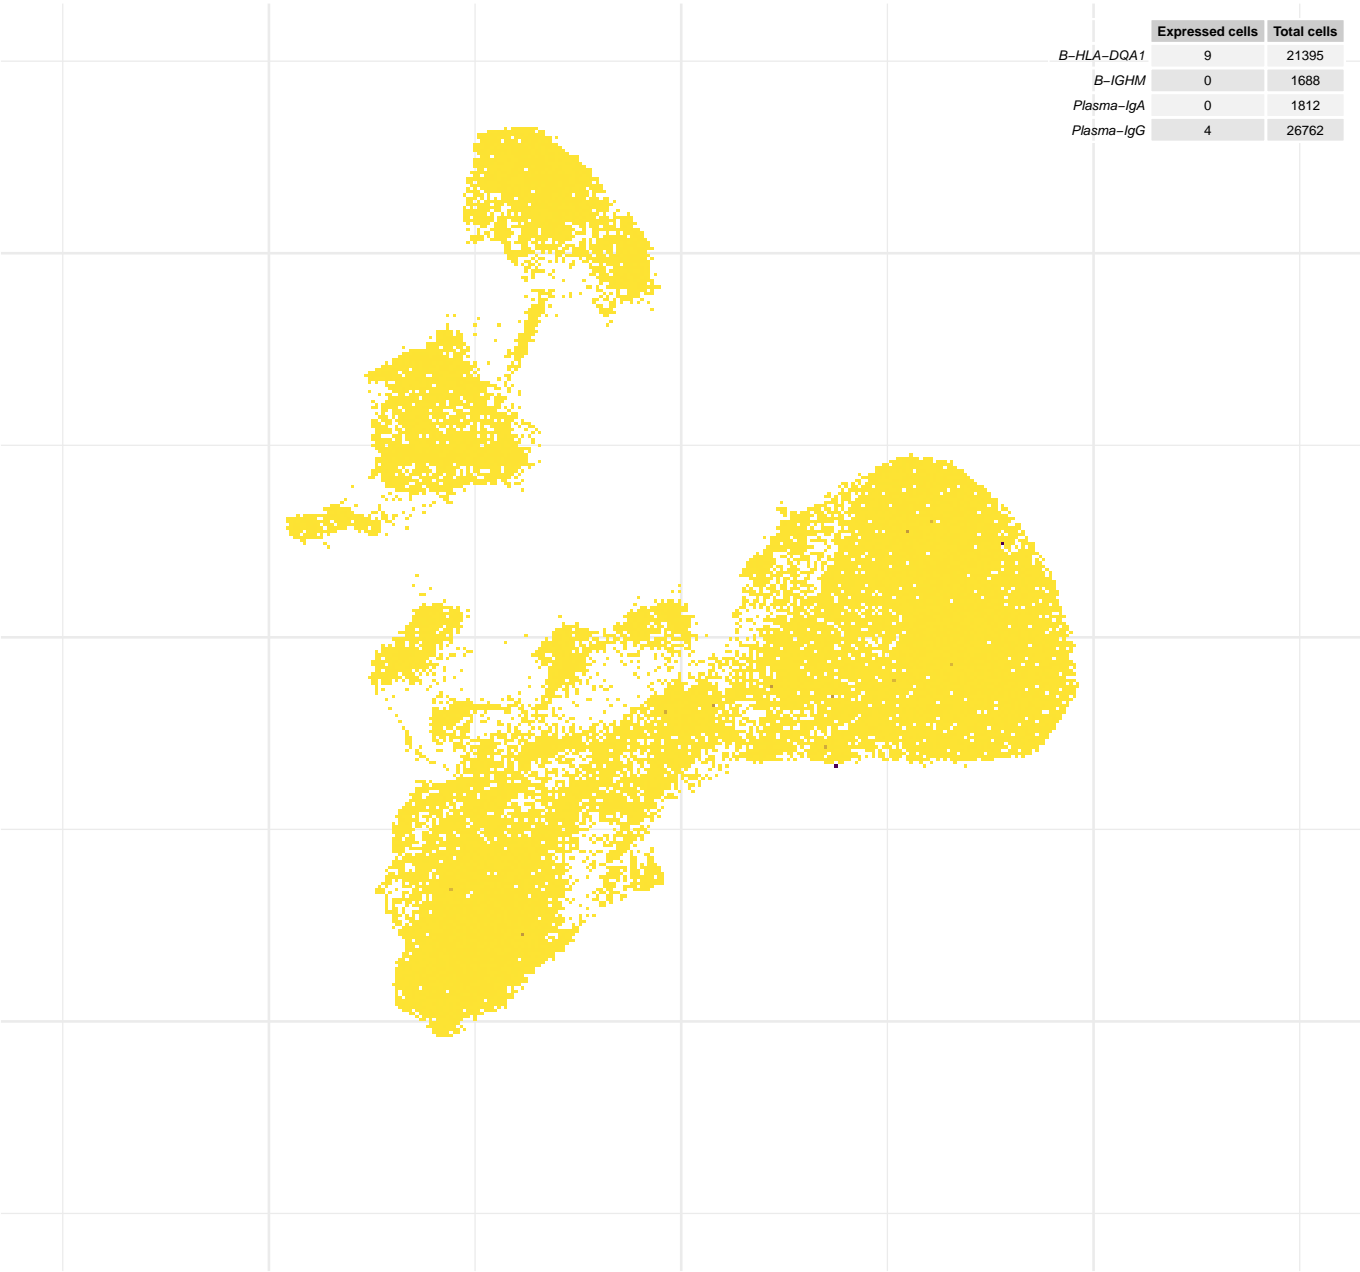 Expressed cells Total cells
B−HLA−DQA1 9 21395
B−IGHM 0 1688
Plasma−IgA 0 1812
Plasma−IgG 4 26762